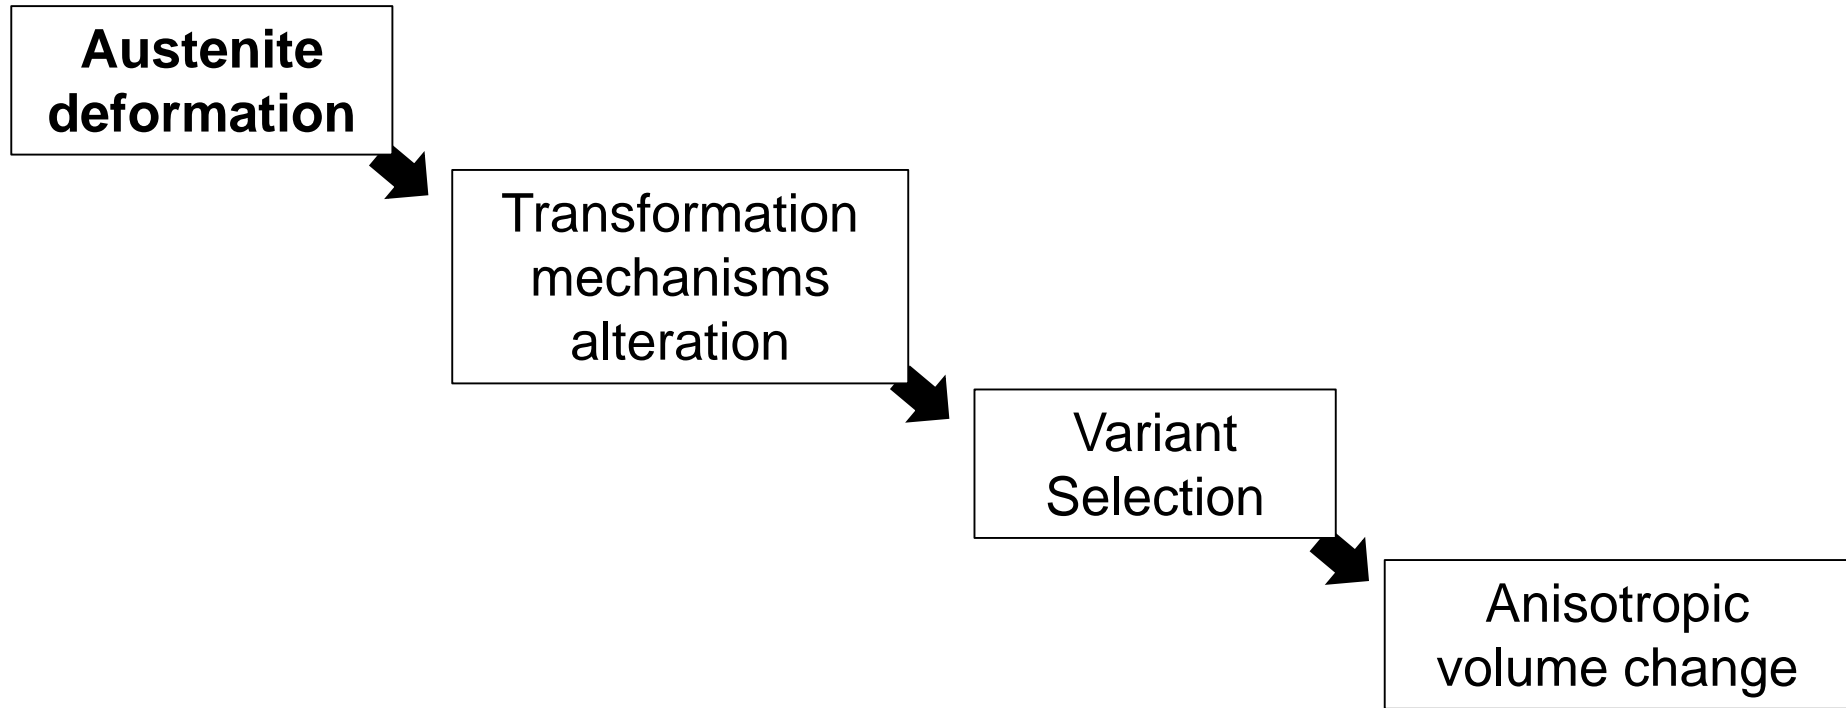 Austenite
deformation
Transformation
mechanisms
alteration
Variant
Selection
Anisotropic
volume change